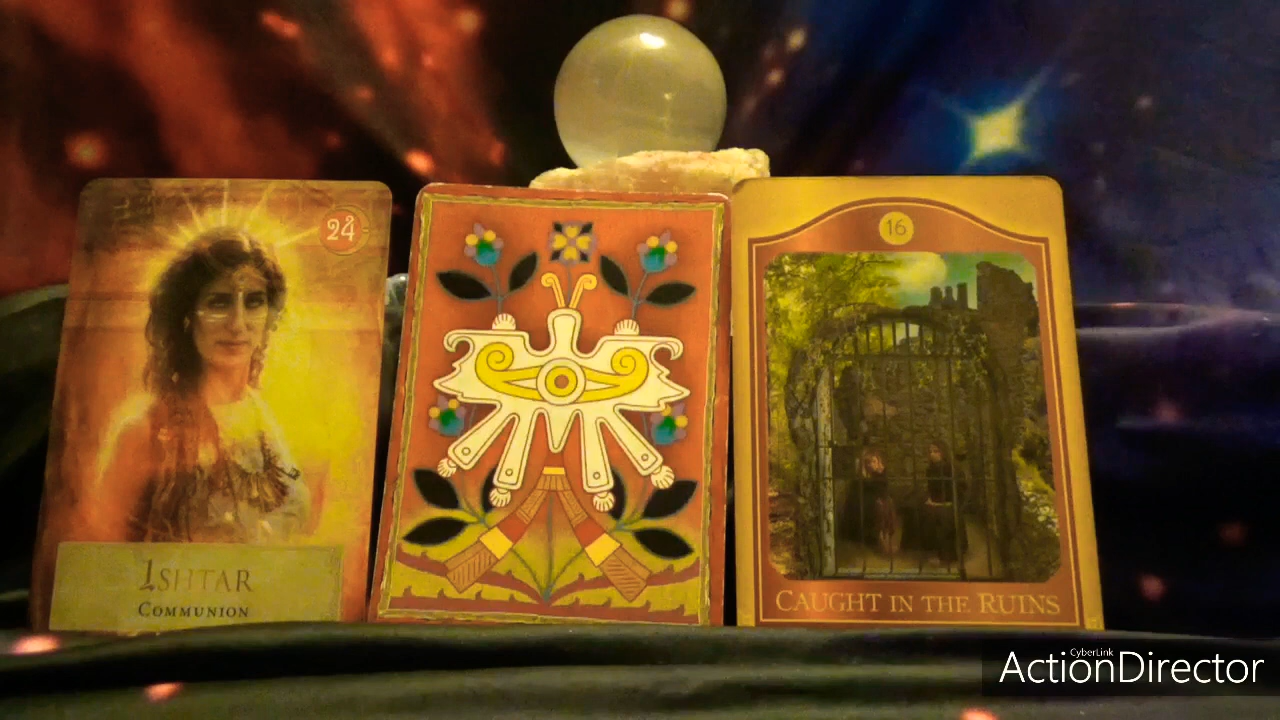 24
ISHTAR
COMMUNION
16
CAUGHT IN THE RUINS
CyberLink
ActionDirector